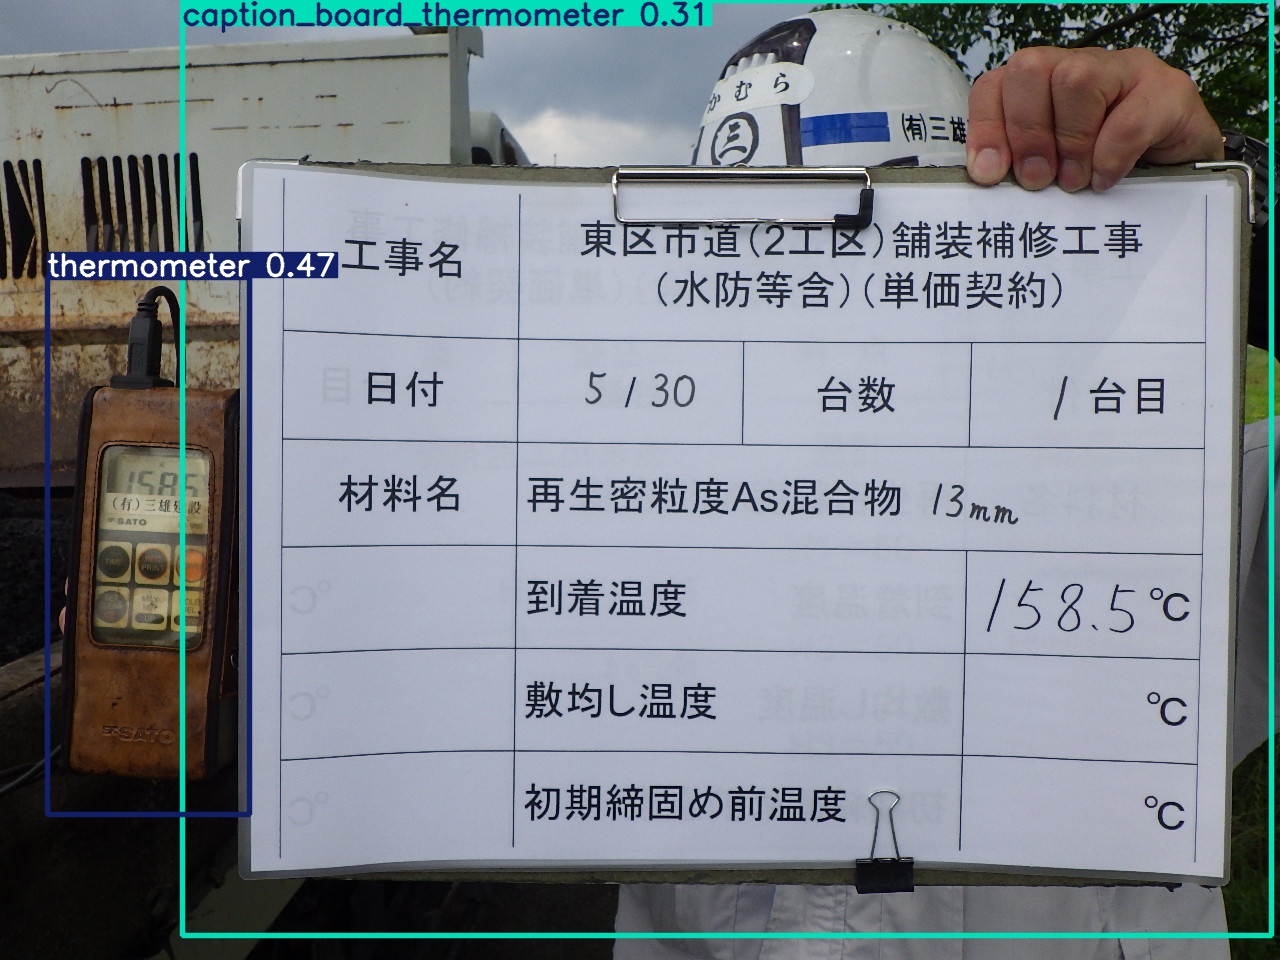 caption_board_thermometer 0.31
かむら
三
(有)三雄
thermometer 0.47
工事名
東区市道(2工区)舗装補修工事
(水防等含)(単価契約)
日付
5/30
台数
1台目
材料名
再生密粒度As混合物 13mm
到着温度
158.5℃
敷均し温度
℃
初期締固め前温度
℃
158.5
(有)三雄建設
SATO
PRINT
SATO